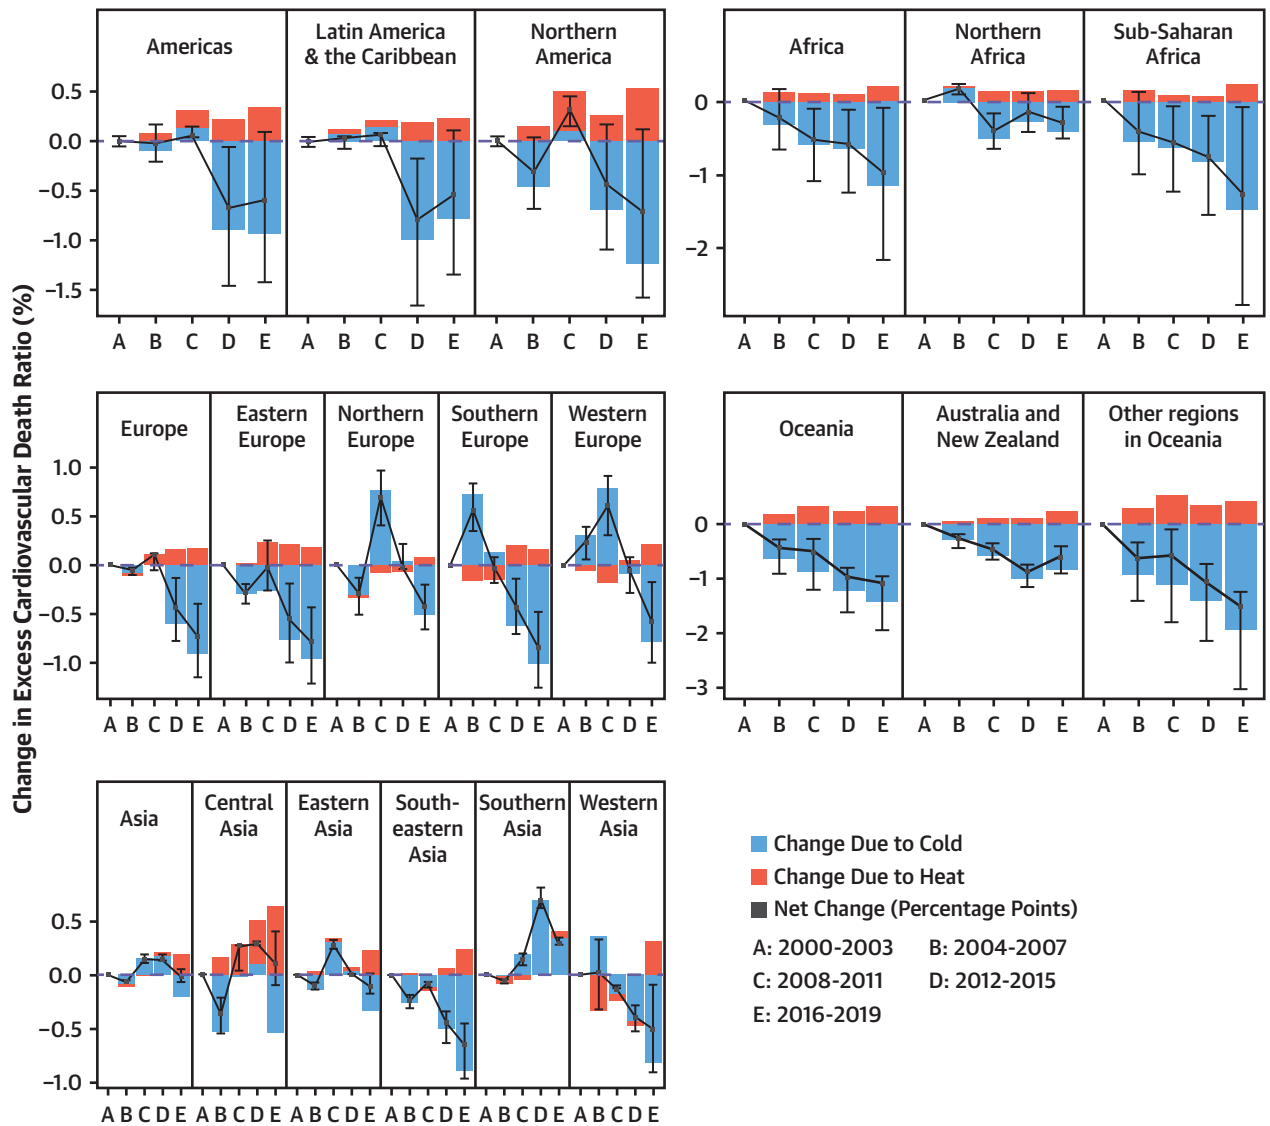 Change in Excess Cardiovascular Death Ratio (%)
Americas
Latin America
& the Caribbean
Northern
America
0.5
0.0
−0.5
−1.0
−1.5
A B C D E A B C D E A B C D E
Africa
Northern
Africa
Sub-Saharan
Africa
0
−1
−2
A B C D E A B C D E A B C D E
Europe
Eastern
Europe
Northern
Europe
Southern
Europe
Western
Europe
1.0
0.5
0.0
−0.5
−1.0
A B C D E A B C D E A B C D E A B C D E A B C D E
Oceania
Australia and
New Zealand
Other regions
in Oceania
0
−1
−2
−3
A B C D E A B C D E A B C D E
Asia
Central
Asia
Eastern
Asia
South-
eastern
Asia
Southern
Asia
Western
Asia
0.5
0.0
−0.5
−1.0
A B C D E A B C D E A B C D E A B C D E A B C D E A B C D E
Change Due to Cold
Change Due to Heat
Net Change (Percentage Points)
A: 2000-2003 B: 2004-2007
C: 2008-2011 D: 2012-2015
E: 2016-2019